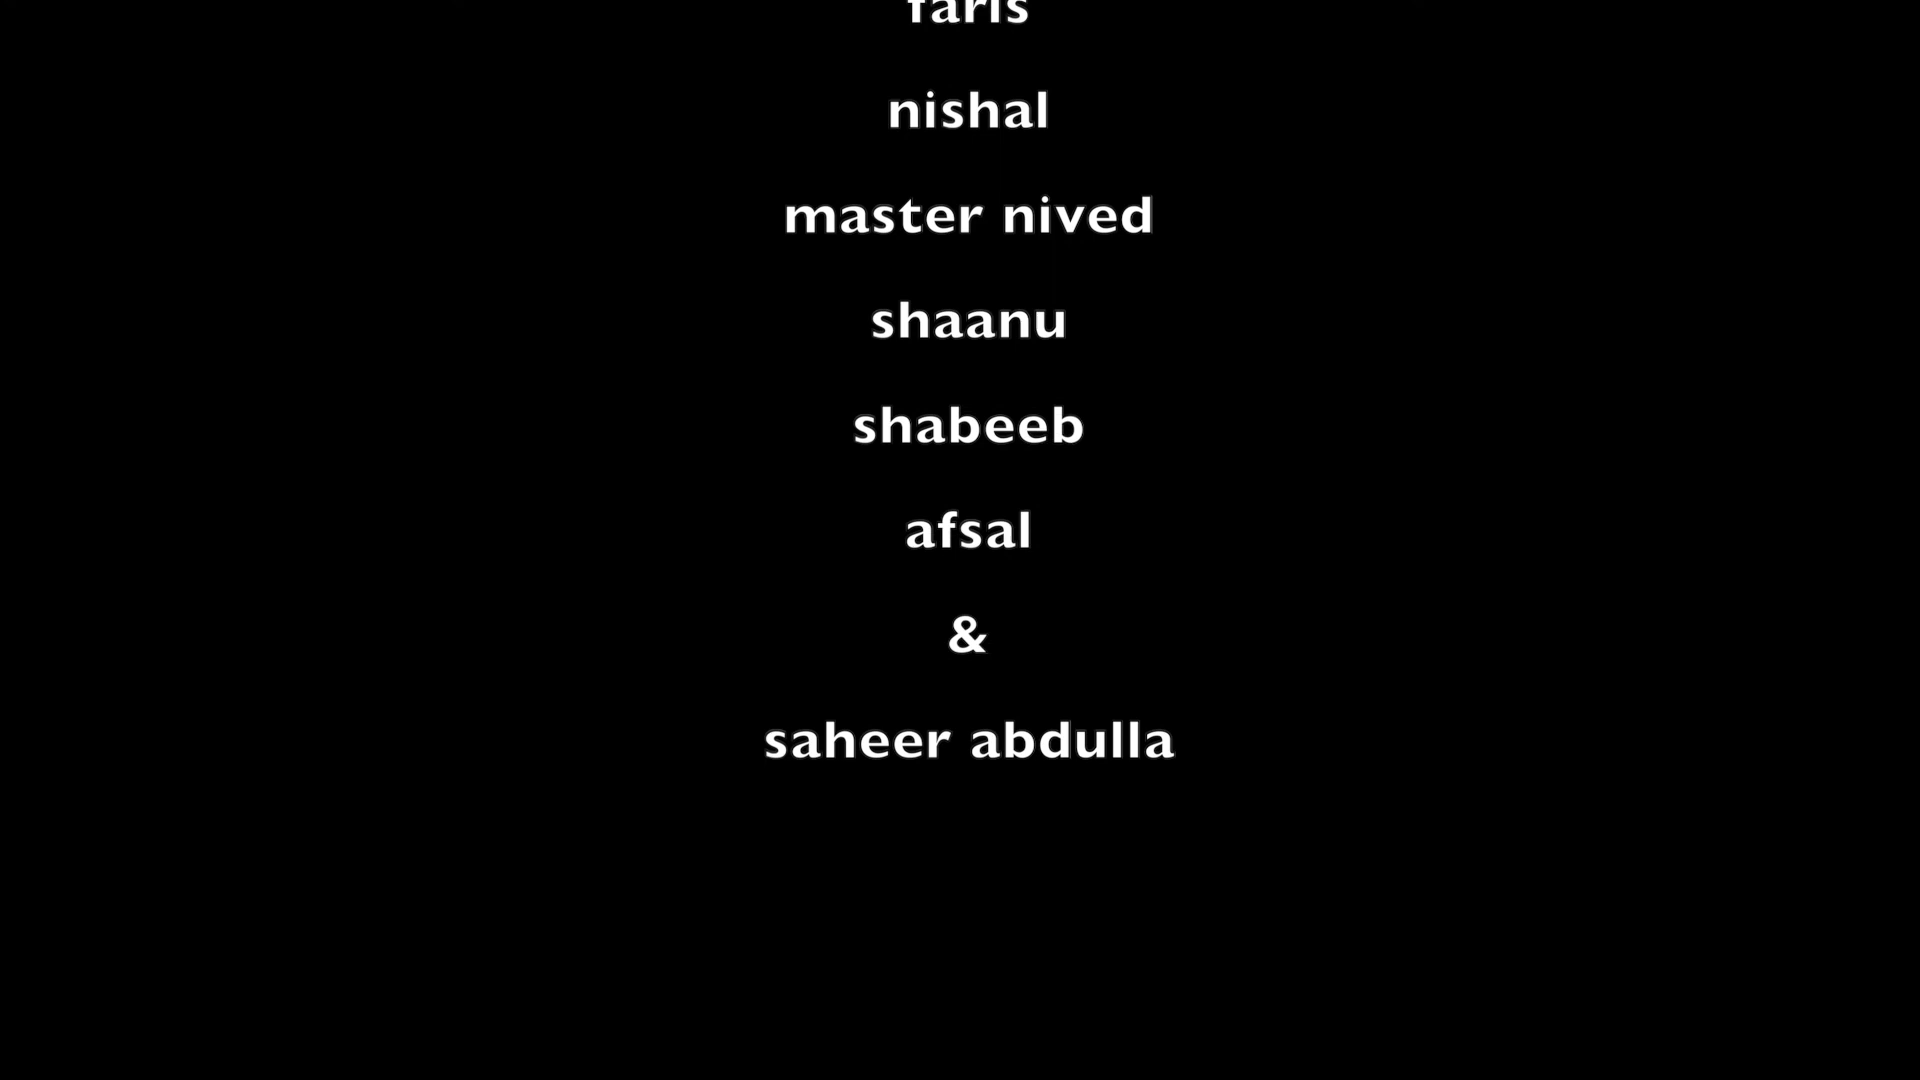 faris
nishal
master nived
shaanu
shabeeb
afsal
&
saheer abdulla